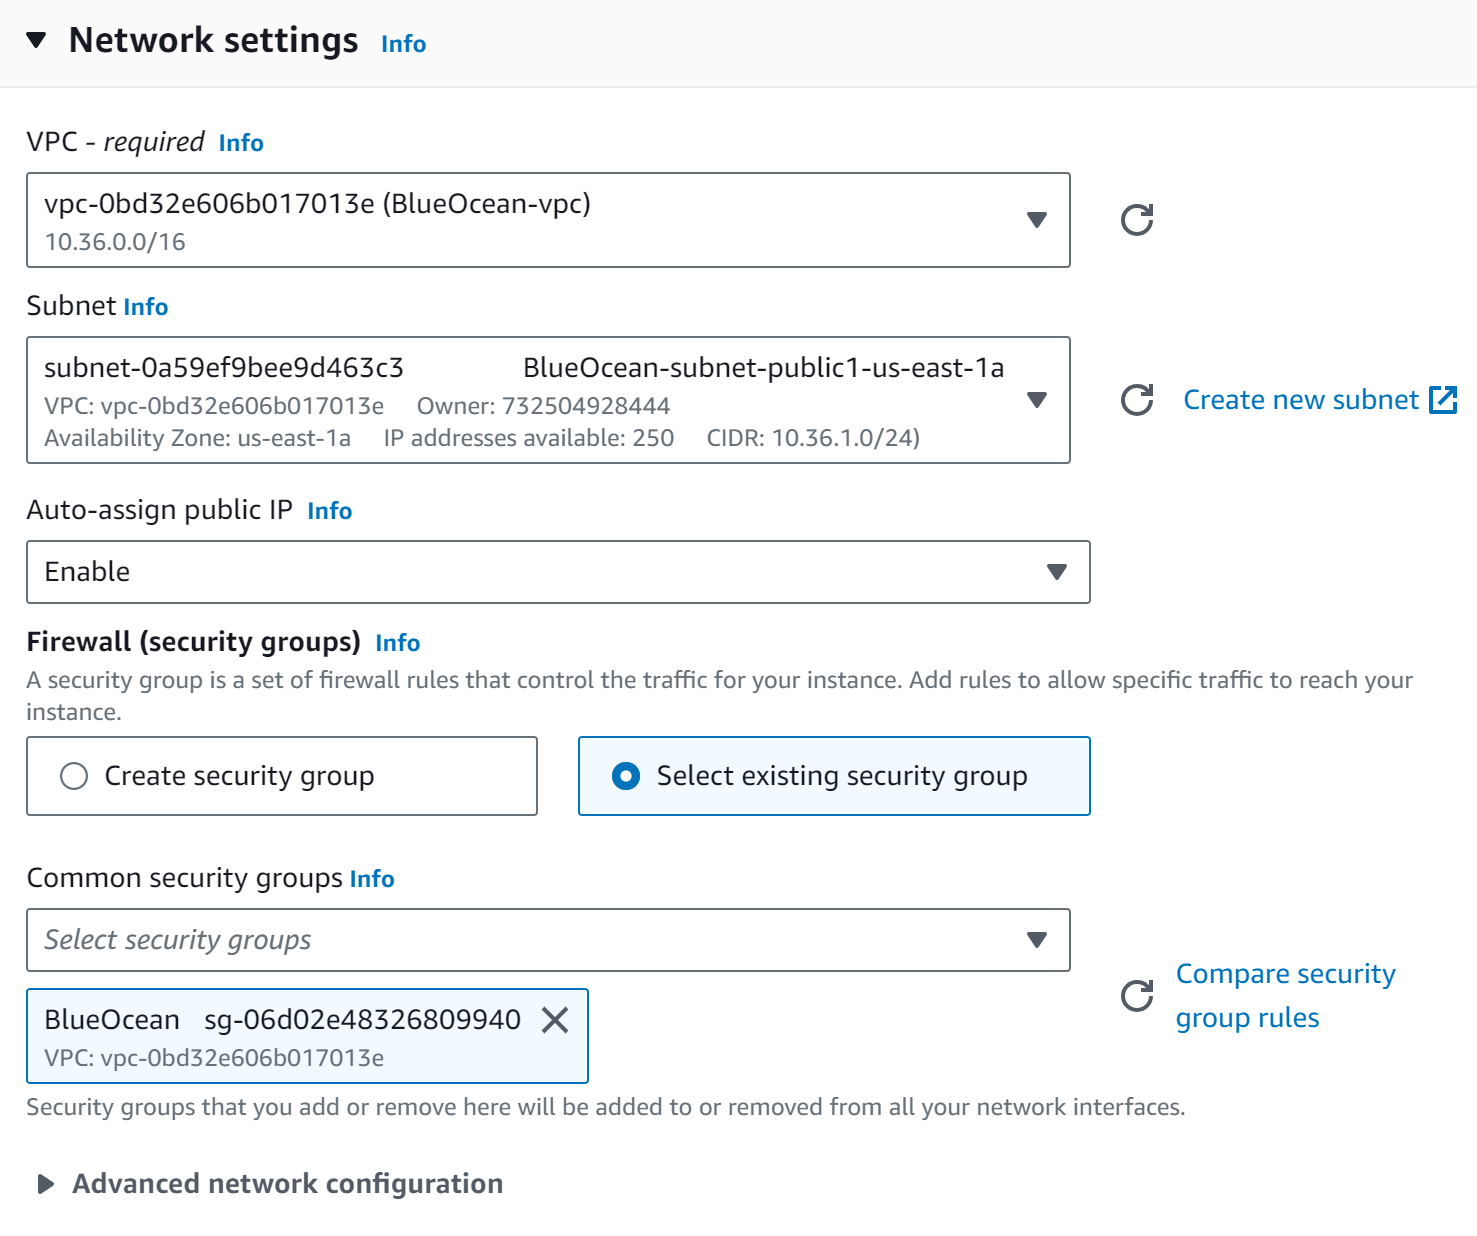 Network settings Info
VPC - required Info
vpc-0bd32e606b017013e (BlueOcean-vpc)
10.36.0.0/16
Subnet Info
subnet-0a59ef9bee9d463c3 BlueOcean-subnet-public1-us-east-1a
VPC: vpc-0bd32e606b017013e Owner: 732504928444
Availability Zone: us-east-1a IP addresses available: 250 CIDR: 10.36.1.0/24)
Create new subnet
Auto-assign public IP Info
Enable
Firewall (security groups) Info
A security group is a set of firewall rules that control the traffic for your instance. Add rules to allow specific traffic to reach your
instance.
Create security group
Select existing security group
Common security groups Info
Select security groups
BlueOcean sg-06d02e48326809940
VPC: vpc-0bd32e606b017013e
Compare security
group rules
Security groups that you add or remove here will be added to or removed from all your network interfaces.
Advanced network configuration